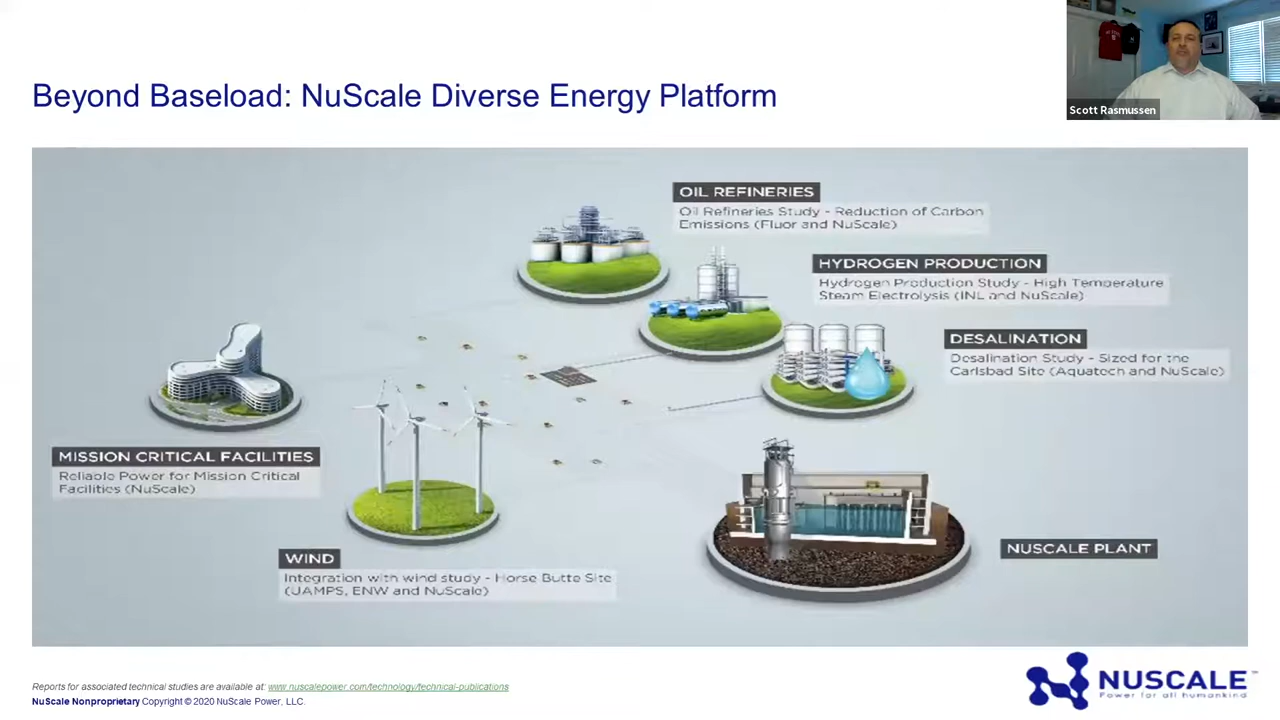 Scott Rasmussen
Beyond Baseload: NuScale Diverse Energy Platform
OIL REFINERIES
Oil Refineries Study - Reduction of Carbon
Emissions (Fluor and NuScale)
HYDROGEN PRODUCTION
Hydrogen Production Study - High Temperature
Steam Electrolysis (INL and NuScale)
DESALINATION
Desalination Study - Sized for the
Carlsbad Site (Aquatech and NuScale)
MISSION CRITICAL FACILITIES
Reliable Power for Mission Critical
Facilities (NuScale)
WIND
Integration with wind study - Horse Butte Site
(UAMPS, ENW and NuScale)
NUSCALE PLANT
Reports for associated technical studies are available at: www.nuscalepower.com/technology/technical-publications
NuScale Nonproprietary Copyright © 2020 NuScale Power, LLC.
NUSCALE™
Power for all humankind